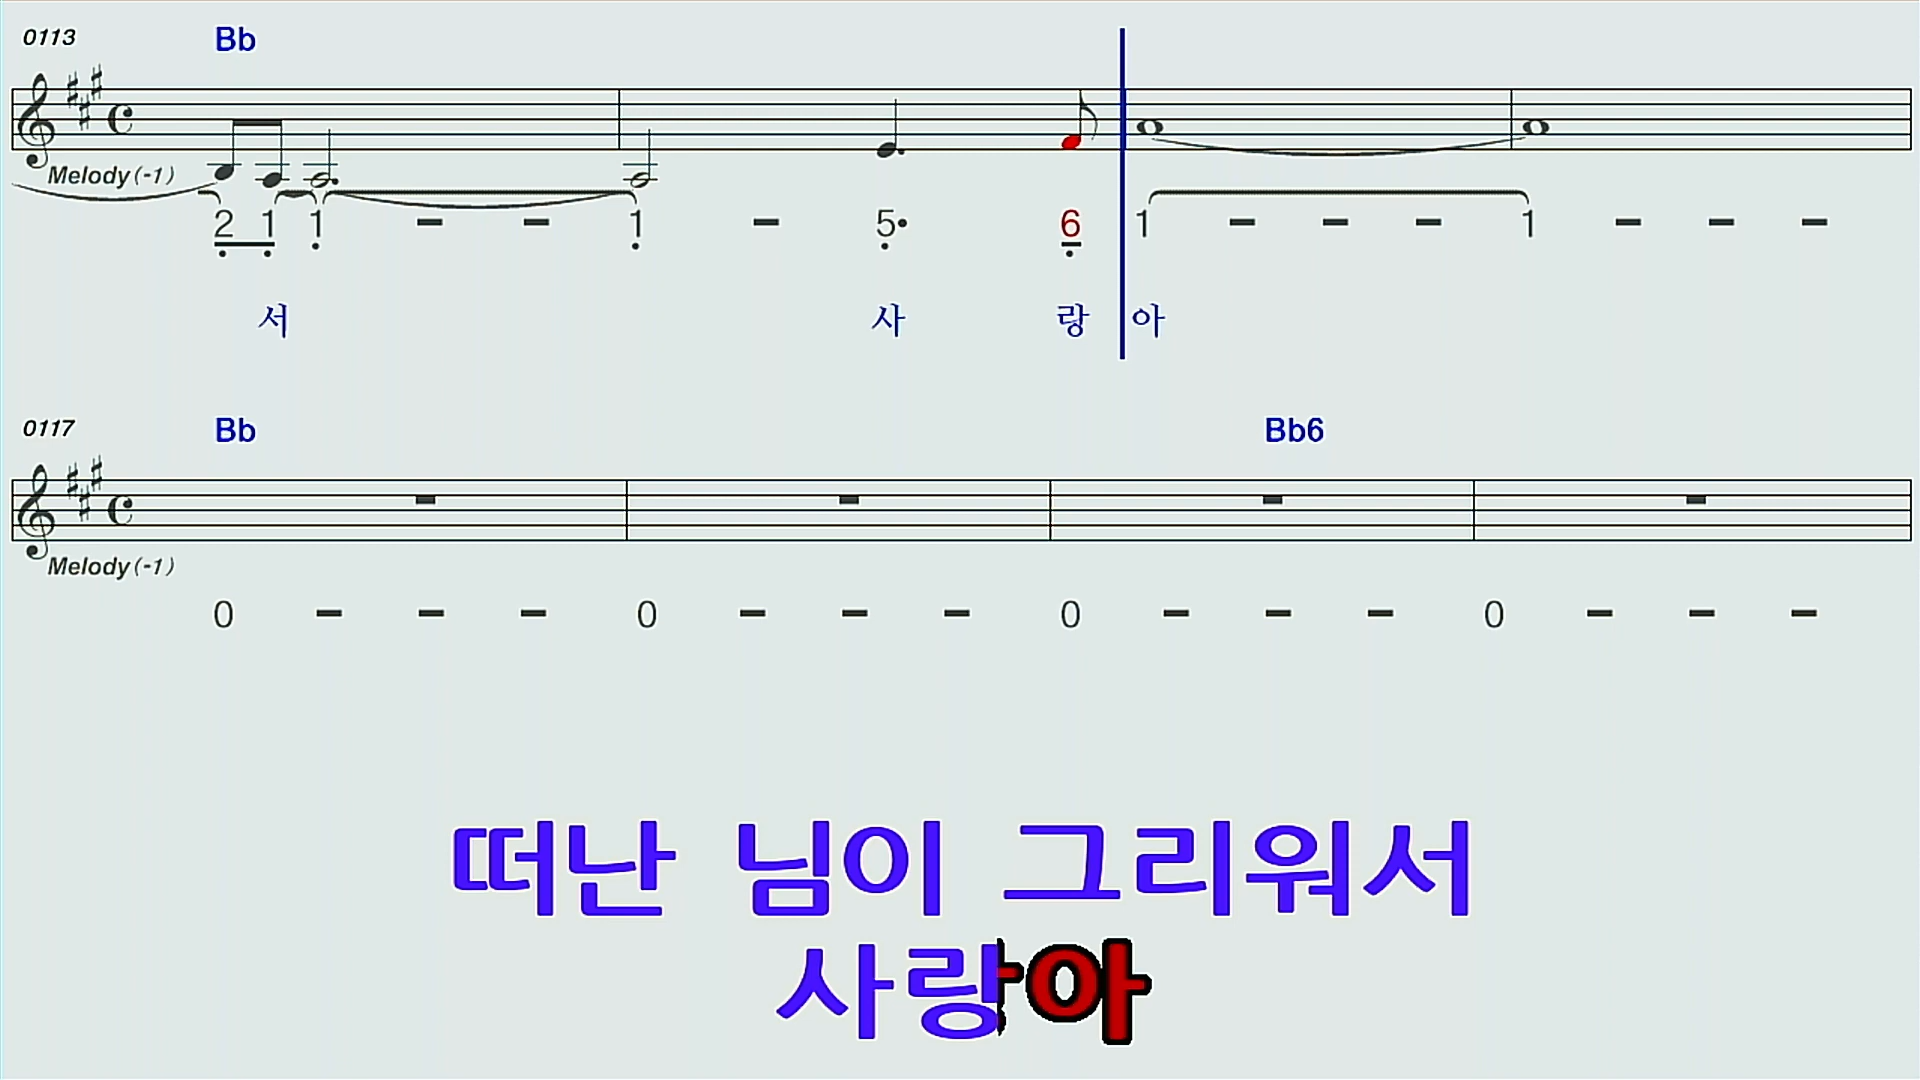 0113 Bb
Melody(-1)
2 1 1 - - 1 - 5• 6 1 - - - 1 - - -
서 사 랑 아
0117 Bb Bb6
Melody(-1)
0 - - - 0 - - - 0 - - - 0 - - -
떠난 님이 그리워서
사랑아